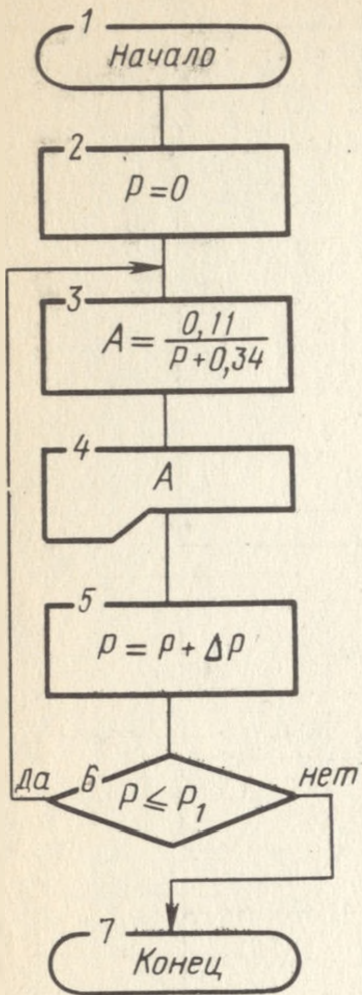 1
Начало
2
P=0
3
A = 0,11 / P+0,34
4
A
5
P = P + ΔP
да
6
P ≤ P₁
нет
7
Конец